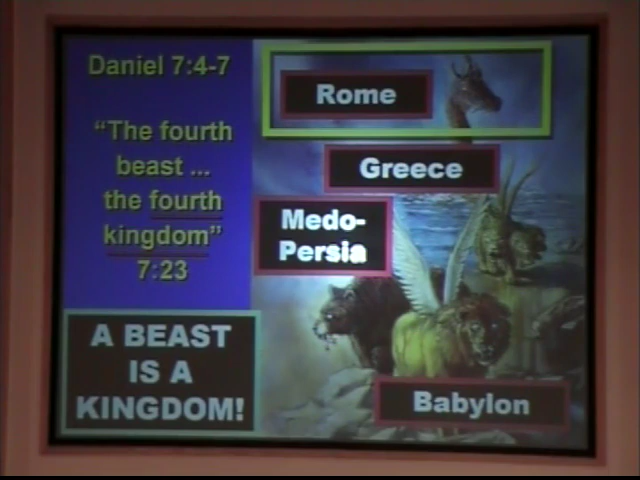 Daniel 7:4-7
“The fourth
beast ...
the fourth
kingdom”
7:23
A BEAST
IS A
KINGDOM!
Rome
Greece
Medo-
Persia
Babylon